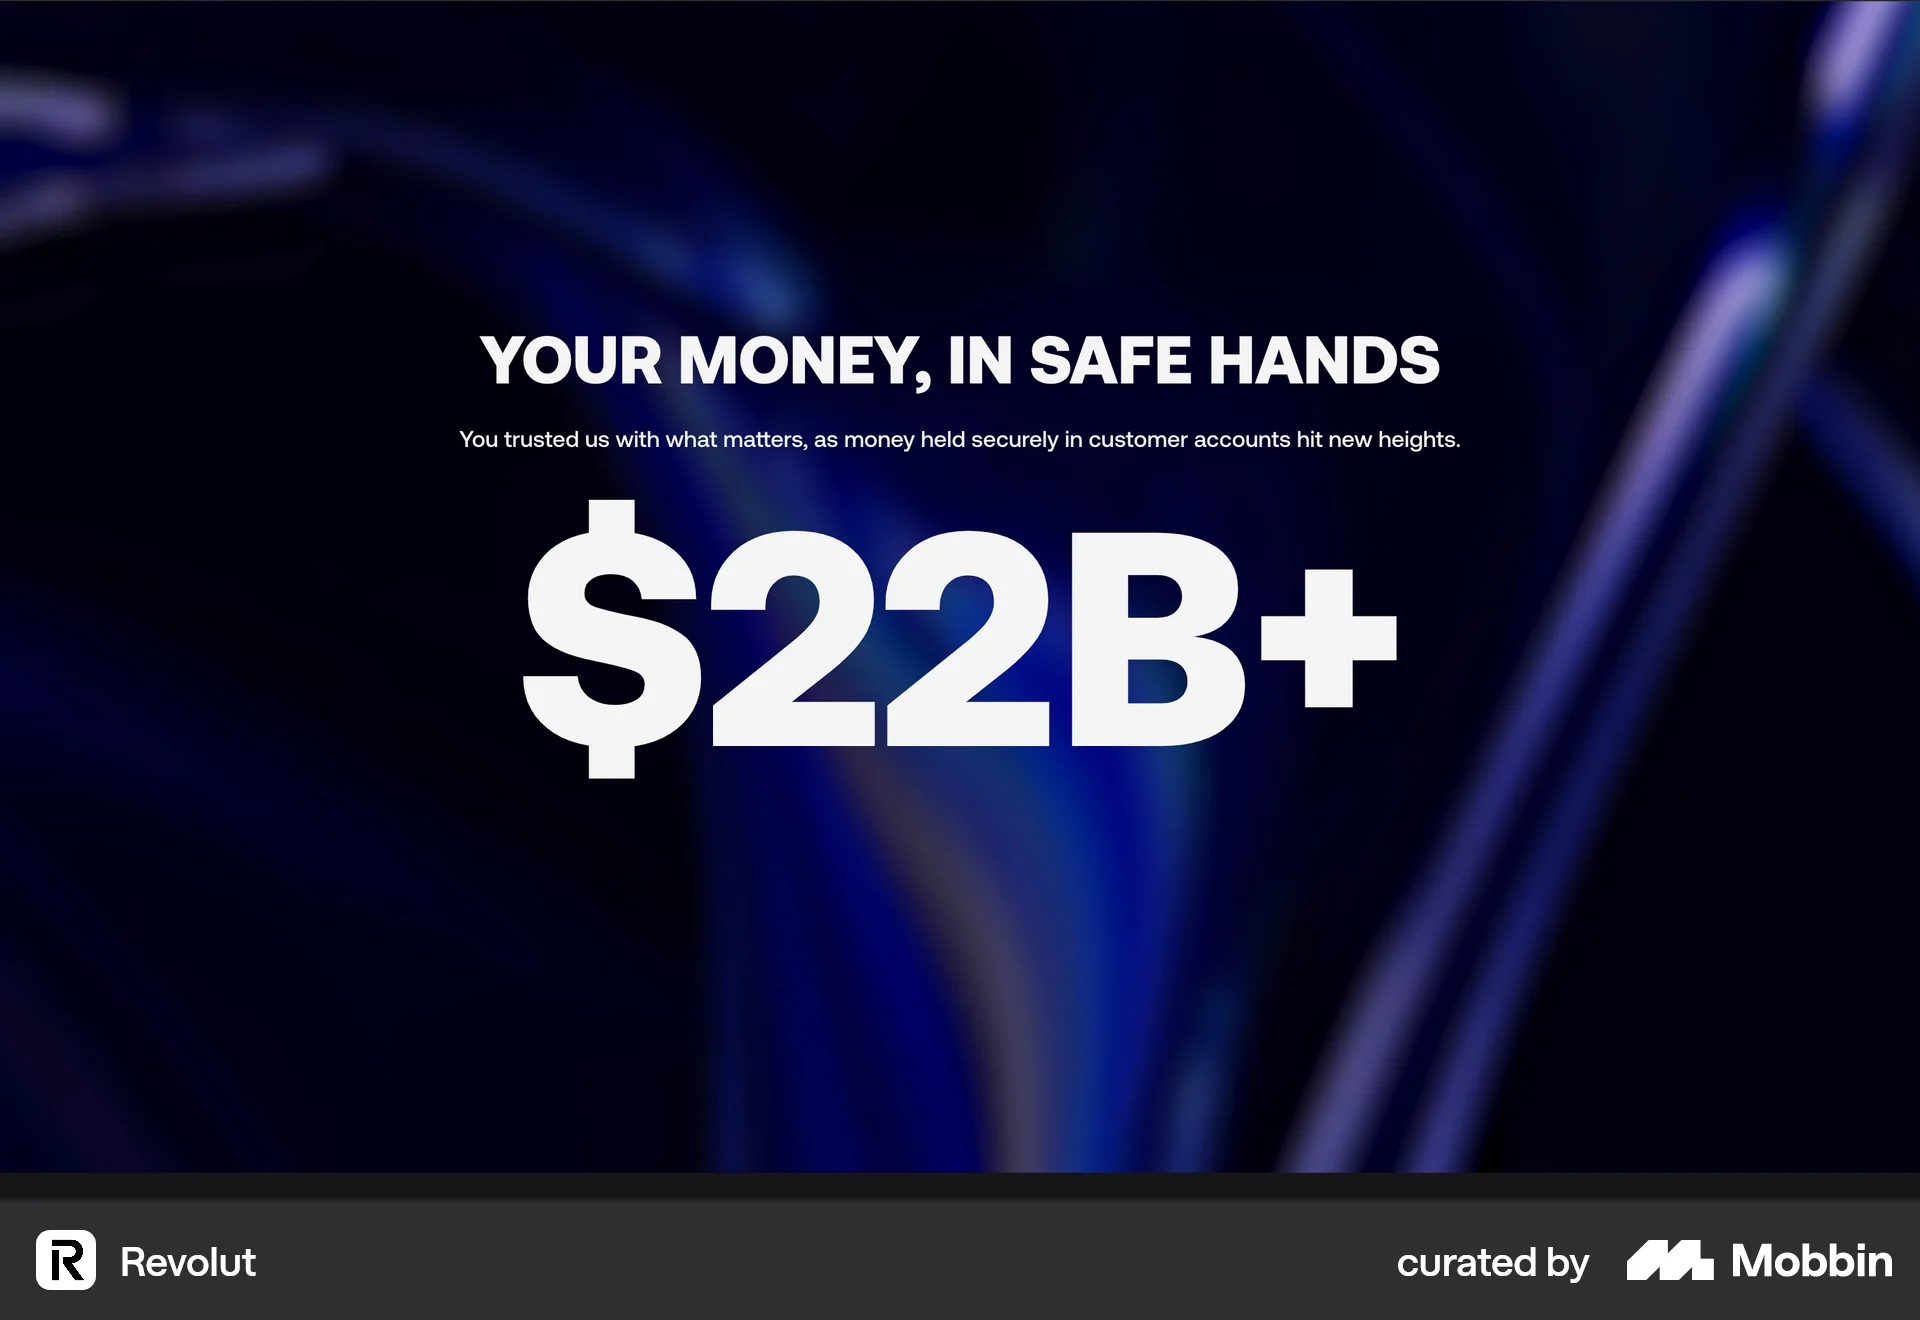 YOUR MONEY, IN SAFE HANDS
You trusted us with what matters, as money held securely in customer accounts hit new heights.
$22B+
R Revolut
curated by Mobbin